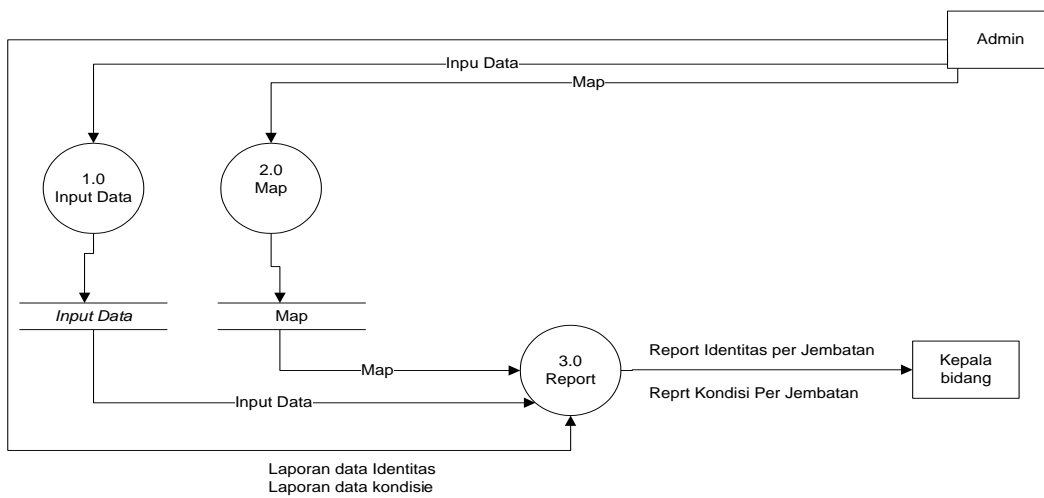 Admin
Inpu Data
Map
1.0
Input Data
2.0
Map
Input Data
Map
Map
Input Data
3.0
Report
Report Identitas per Jembatan
Reprt Kondisi Per Jembatan
Kepala
bidang
Laporan data Identitas
Laporan data kondisie